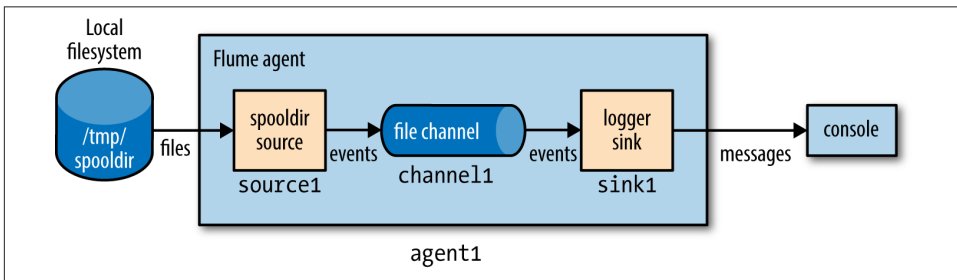 Local
filesystem
/tmp/
spooldir
files
Flume agent
spooldir
source
source1
events
file channel
channel1
events
logger
sink
sink1
messages
console
agent1